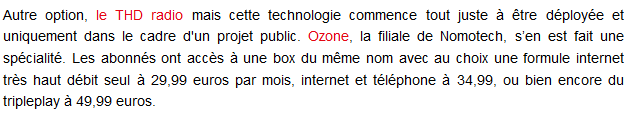 Autre option, le THD radio mais cette technologie commence tout juste à être déployée et
uniquement dans le cadre d'un projet public. Ozone, la filiale de Nomotech, s'en est fait une
spécialité. Les abonnés ont accès à une box du même nom avec au choix une formule internet
très haut débit seul à 29,99 euros par mois, internet et téléphone à 34,99, ou bien encore du
tripleplay à 49,99 euros.